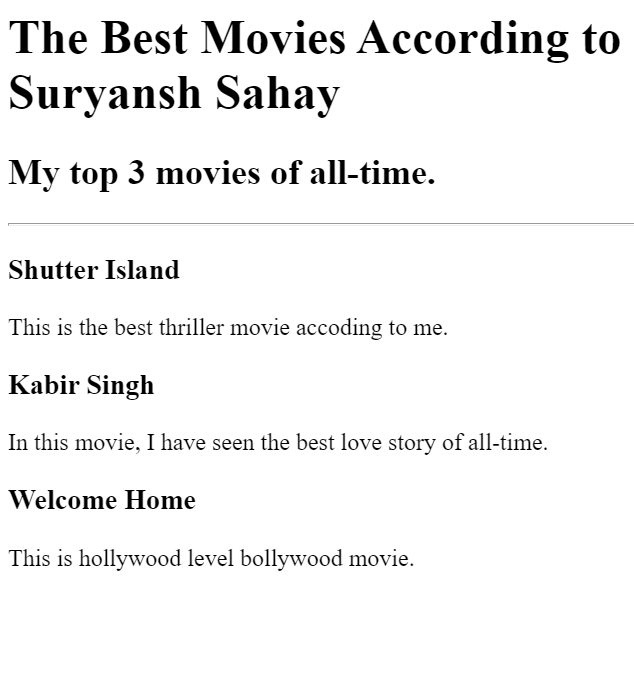 The Best Movies According to
Suryansh Sahay
My top 3 movies of all-time.
Shutter Island
This is the best thriller movie accoding to me.
Kabir Singh
In this movie, I have seen the best love story of all-time.
Welcome Home
This is hollywood level bollywood movie.